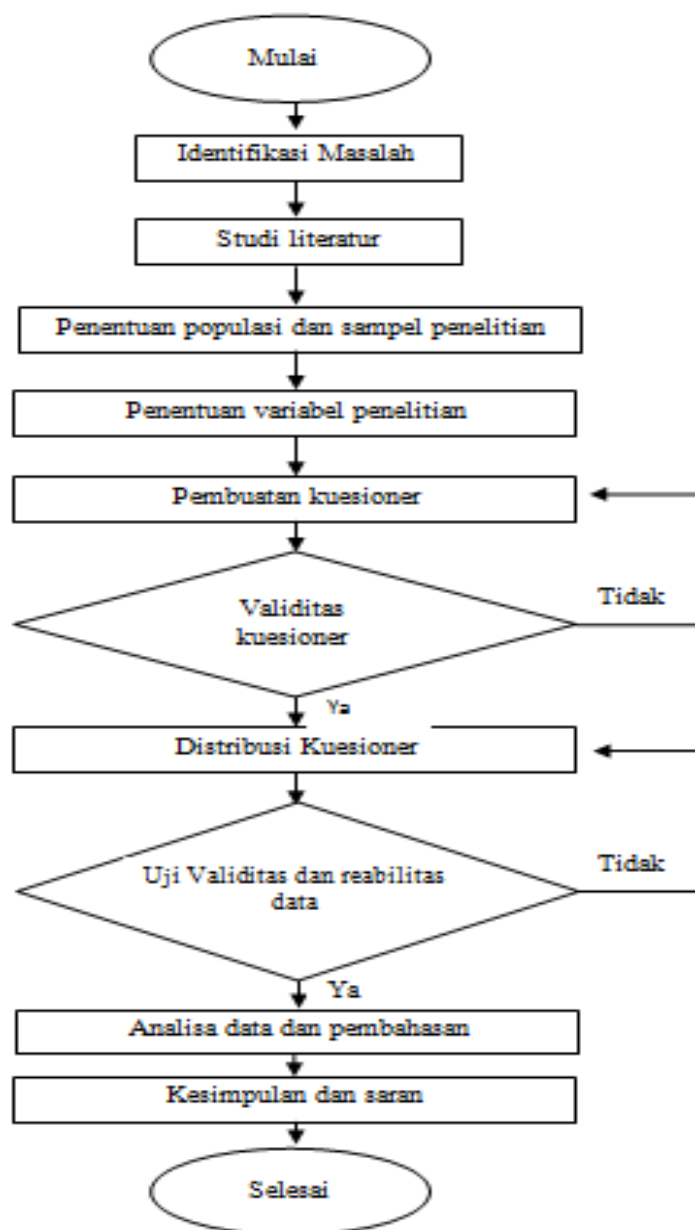 Mulai
Identifikasi Masalah
Studi literatur
Penentuan populasi dan sampel penelitian
Penentuan variabel penelitian
Pembuatan kuesioner
Validitas
kuesioner
Tidak
Ya
Distribusi Kuesioner
Uji Validitas dan reabilitas
data
Tidak
Ya
Analisa data dan pembahasan
Kesimpulan dan saran
Selesai